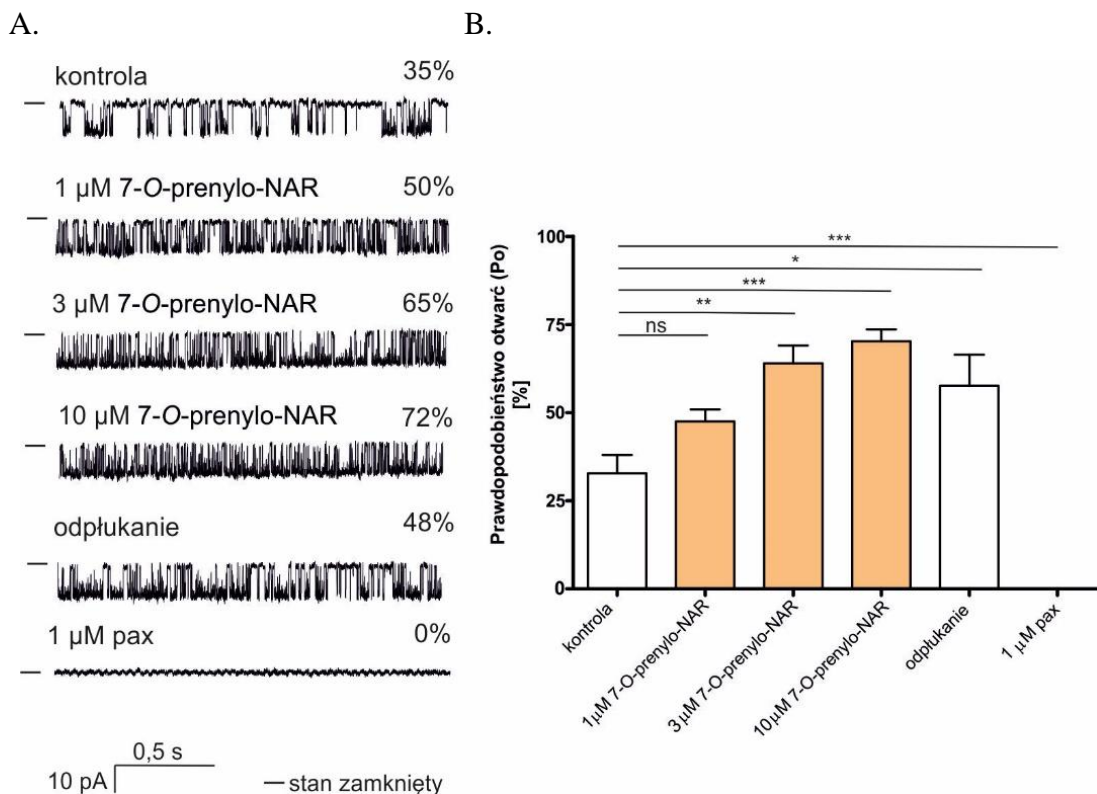 A.
kontrola 35%
1 µM 7-O-prenylo-NAR 50%
3 µM 7-O-prenylo-NAR 65%
10 µM 7-O-prenylo-NAR 72%
odpłukanie 48%
1 µM pax 0%
0,5 s
10 pA
— stan zamknięty
B.
Prawdopodobieństwo otwarć (Po)
[%]
100
75
50
25
0
***
*
***
**
ns
kontrola
1µM 7-O-prenylo-NAR
3µM 7-O-prenylo-NAR
10µM 7-O-prenylo-NAR
odpłukanie
1 µM pax